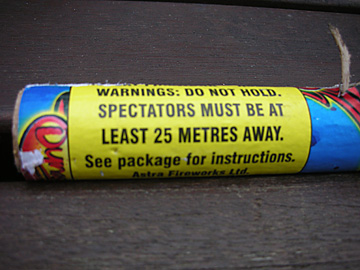 WARNINGS: DO NOT HOLD.
SPECTATORS MUST BE AT
LEAST 25 METRES AWAY.
See package for instructions.
Astra Fireworks Ltd.